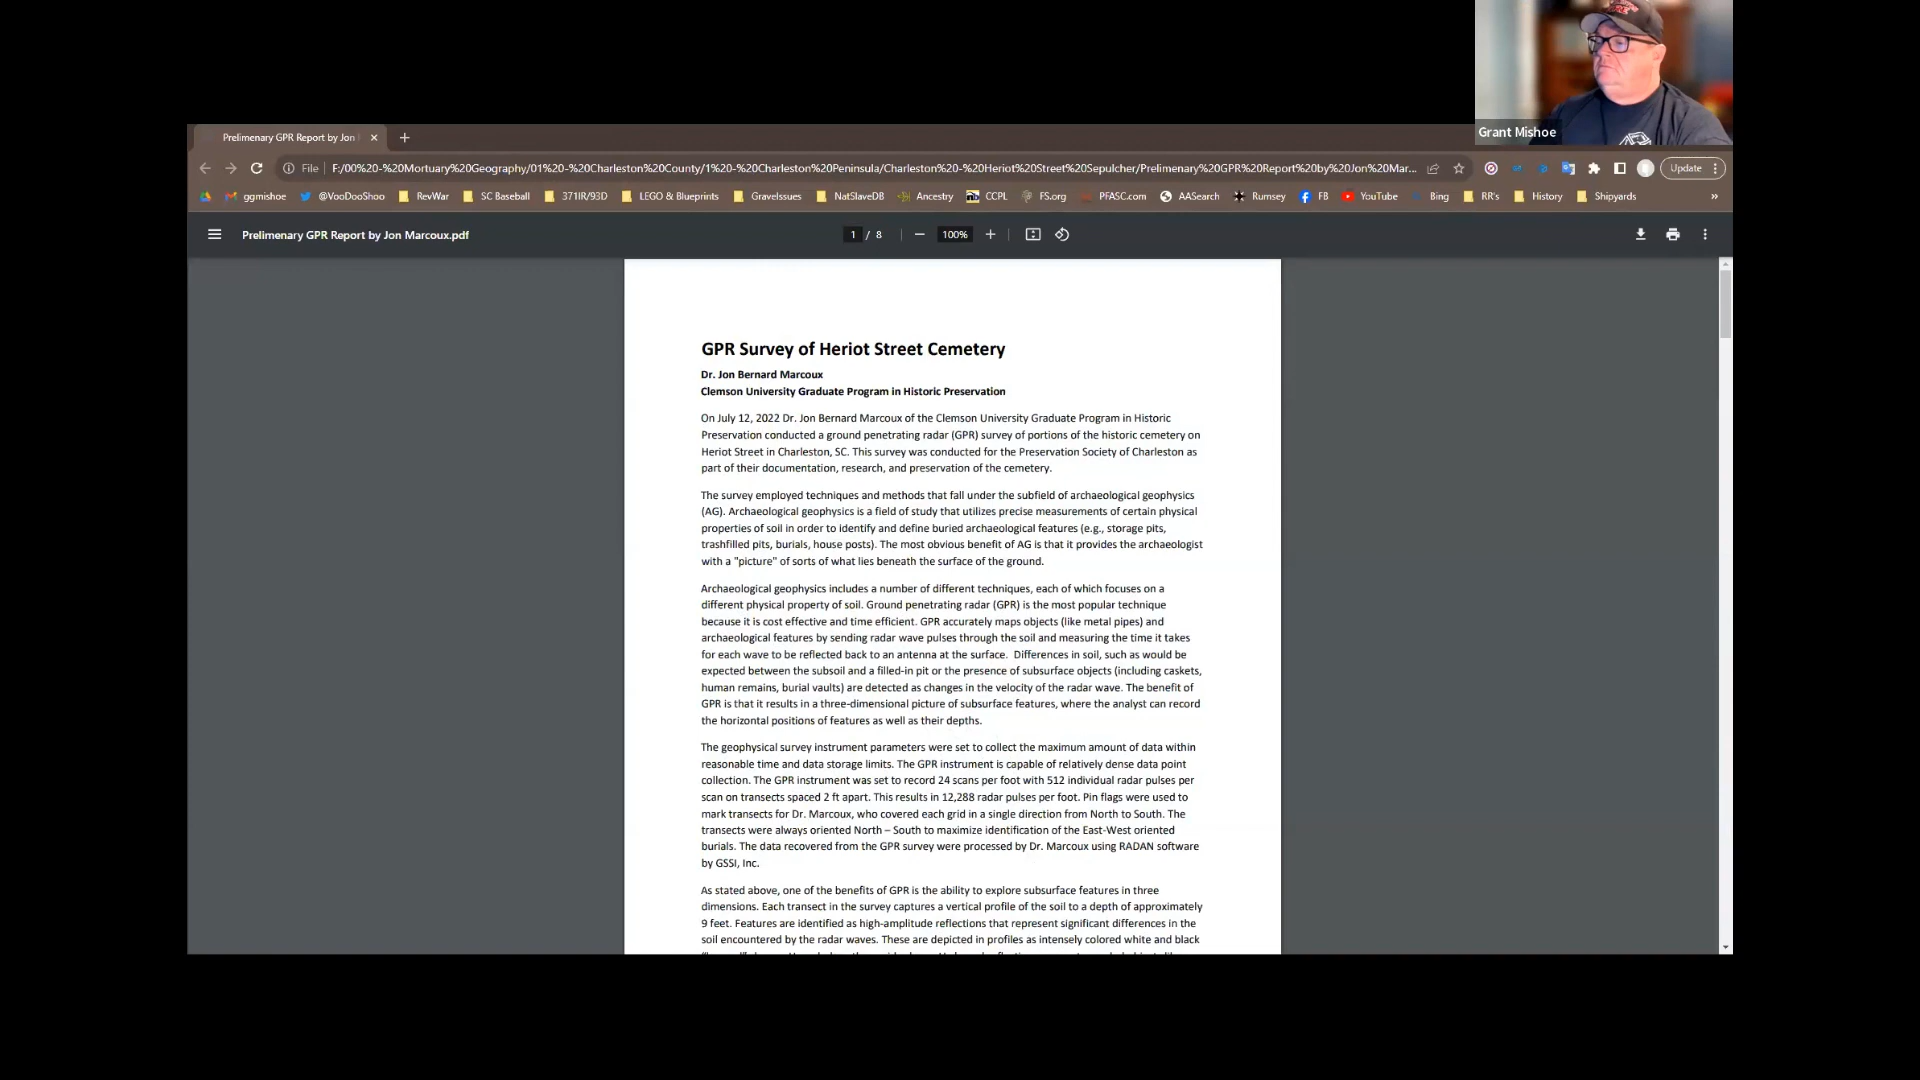 Grant Mishoe
Prelimenary GPR Report by Jon
File F:/00%20-%20Mortuary%20Geography/01%20-%20Charleston%20County/1%20-%20Charleston%20Peninsula/Charleston%20-%20Heriot%20Street%20Sepulcher/Prelimenary%20GPR%20Report%20by%20Jon%20Mar... Update
ggmishoe @VooDooShoo RevWar SC Baseball 371IR/93D LEGO & Blueprints GraveIssues NatSlaveDB Ancestry CCPL FS.org PFASC.com AASearch Rumsey FB YouTube Bing RR's History Shipyards »
Prelimenary GPR Report by Jon Marcoux.pdf 1 / 8 — 100% +
GPR Survey of Heriot Street Cemetery
Dr. Jon Bernard Marcoux
Clemson University Graduate Program in Historic Preservation
On July 12, 2022 Dr. Jon Bernard Marcoux of the Clemson University Graduate Program in Historic
Preservation conducted a ground penetrating radar (GPR) survey of portions of the historic cemetery on
Heriot Street in Charleston, SC. This survey was conducted for the Preservation Society of Charleston as
part of their documentation, research, and preservation of the cemetery.
The survey employed techniques and methods that fall under the subfield of archaeological geophysics
(AG). Archaeological geophysics is a field of study that utilizes precise measurements of certain physical
properties of soil in order to identify and define buried archaeological features (e.g., storage pits,
trashfilled pits, burials, house posts). The most obvious benefit of AG is that it provides the archaeologist
with a "picture" of sorts of what lies beneath the surface of the ground.
Archaeological geophysics includes a number of different techniques, each of which focuses on a
different physical property of soil. Ground penetrating radar (GPR) is the most popular technique
because it is cost effective and time efficient. GPR accurately maps objects (like metal pipes) and
archaeological features by sending radar wave pulses through the soil and measuring the time it takes
for each wave to be reflected back to an antenna at the surface. Differences in soil, such as would be
expected between the subsoil and a filled-in pit or the presence of subsurface objects (including caskets,
human remains, burial vaults) are detected as changes in the velocity of the radar wave. The benefit of
GPR is that it results in a three-dimensional picture of subsurface features, where the analyst can record
the horizontal positions of features as well as their depths.
The geophysical survey instrument parameters were set to collect the maximum amount of data within
reasonable time and data storage limits. The GPR instrument is capable of relatively dense data point
collection. The GPR instrument was set to record 24 scans per foot with 512 individual radar pulses per
scan on transects spaced 2 ft apart. This results in 12,288 radar pulses per foot. Pin flags were used to
mark transects for Dr. Marcoux, who covered each grid in a single direction from North to South. The
transects were always oriented North – South to maximize identification of the East-West oriented
burials. The data recovered from the GPR survey were processed by Dr. Marcoux using RADAN software
by GSSI, Inc.
As stated above, one of the benefits of GPR is the ability to explore subsurface features in three
dimensions. Each transect in the survey captures a vertical profile of the soil to a depth of approximately
9 feet. Features are identified as high-amplitude reflections that represent significant differences in the
soil encountered by the radar waves. These are depicted in profiles as intensely colored white and black